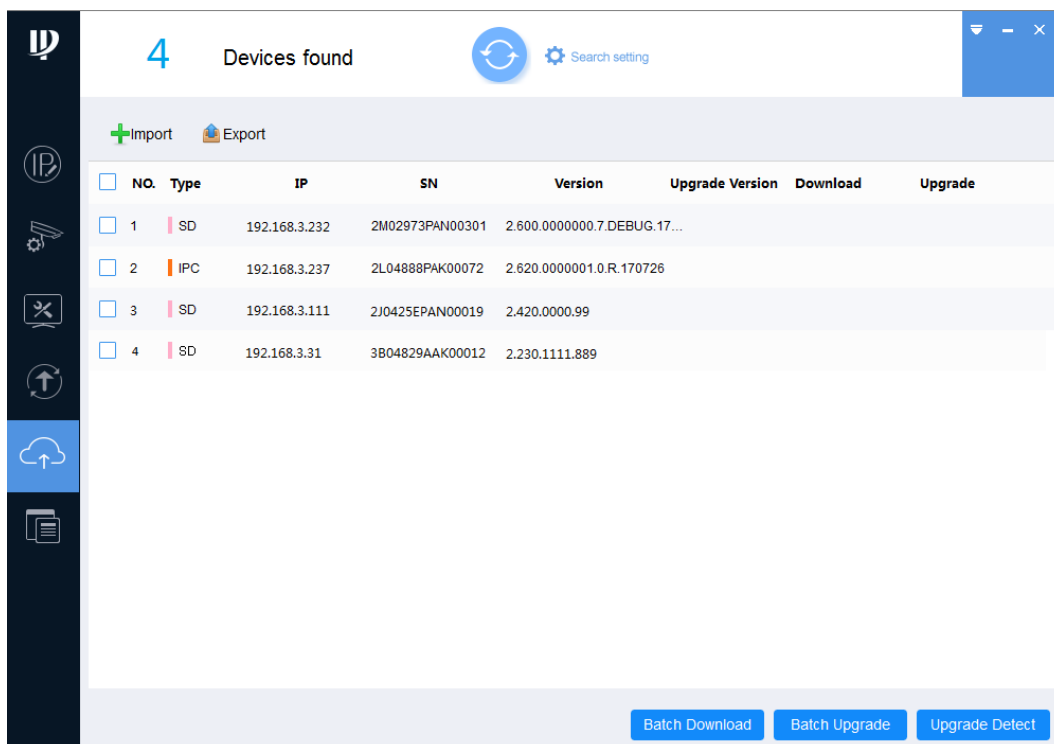 4 Devices found Search setting
Import Export
NO. Type IP SN Version Upgrade Version Download Upgrade
1 SD 192.168.3.232 2M02973PAN00301 2.600.0000000.7.DEBUG.17...
2 IPC 192.168.3.237 2L04888PAK00072 2.620.0000001.0.R.170726
3 SD 192.168.3.111 2J0425EPAN00019 2.420.0000.99
4 SD 192.168.3.31 3B04829AAK00012 2.230.1111.889
Batch Download Batch Upgrade Upgrade Detect